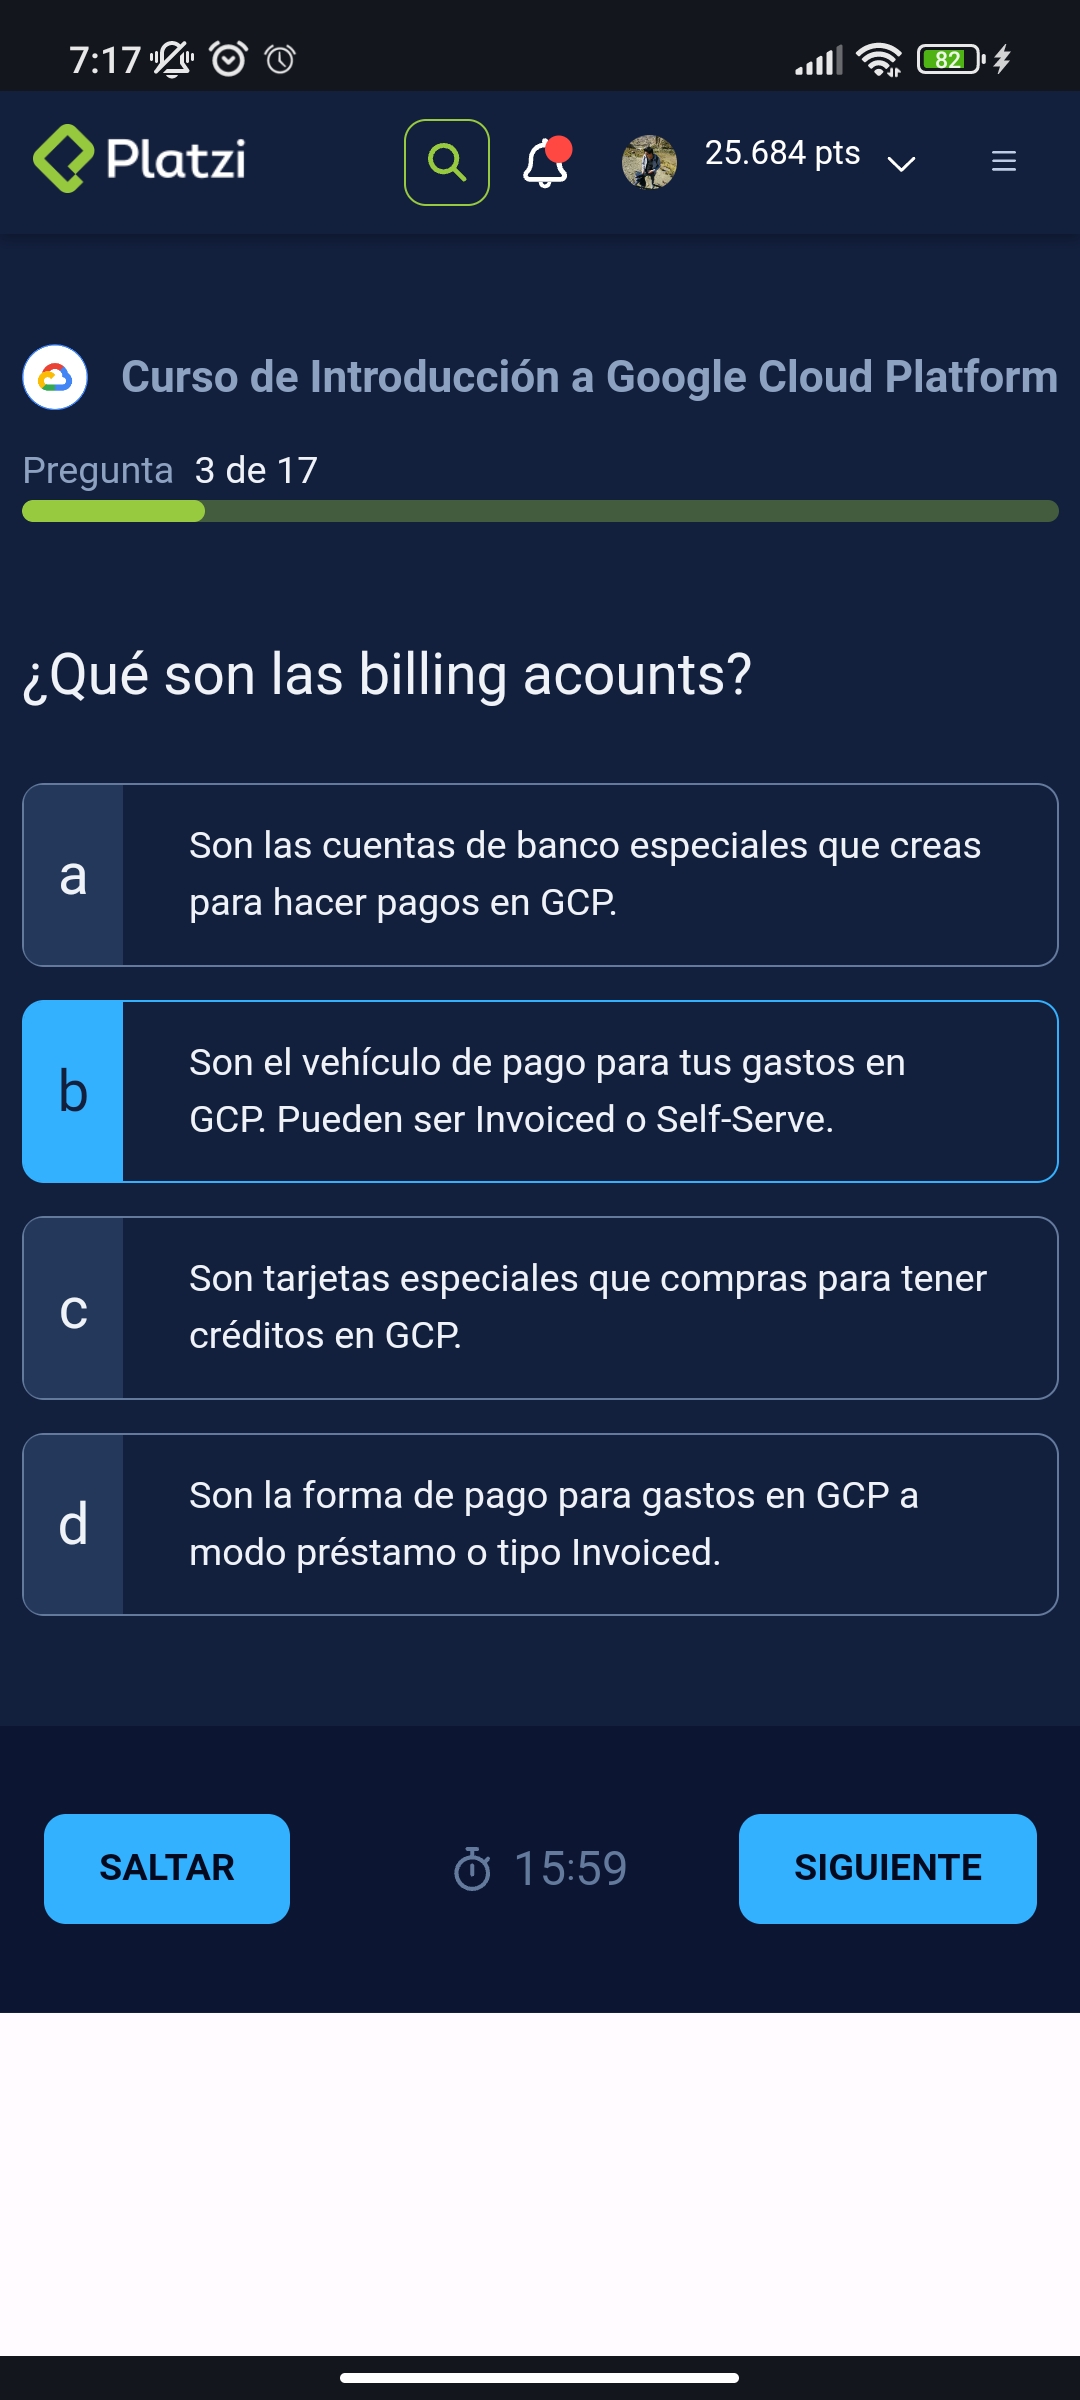 7:17
82
Platzi
25.684 pts
Curso de Introducción a Google Cloud Platform
Pregunta 3 de 17
¿Qué son las billing acounts?
a
Son las cuentas de banco especiales que creas
para hacer pagos en GCP.
b
Son el vehículo de pago para tus gastos en
GCP. Pueden ser Invoiced o Self-Serve.
c
Son tarjetas especiales que compras para tener
créditos en GCP.
d
Son la forma de pago para gastos en GCP a
modo préstamo o tipo Invoiced.
SALTAR
15:59
SIGUIENTE